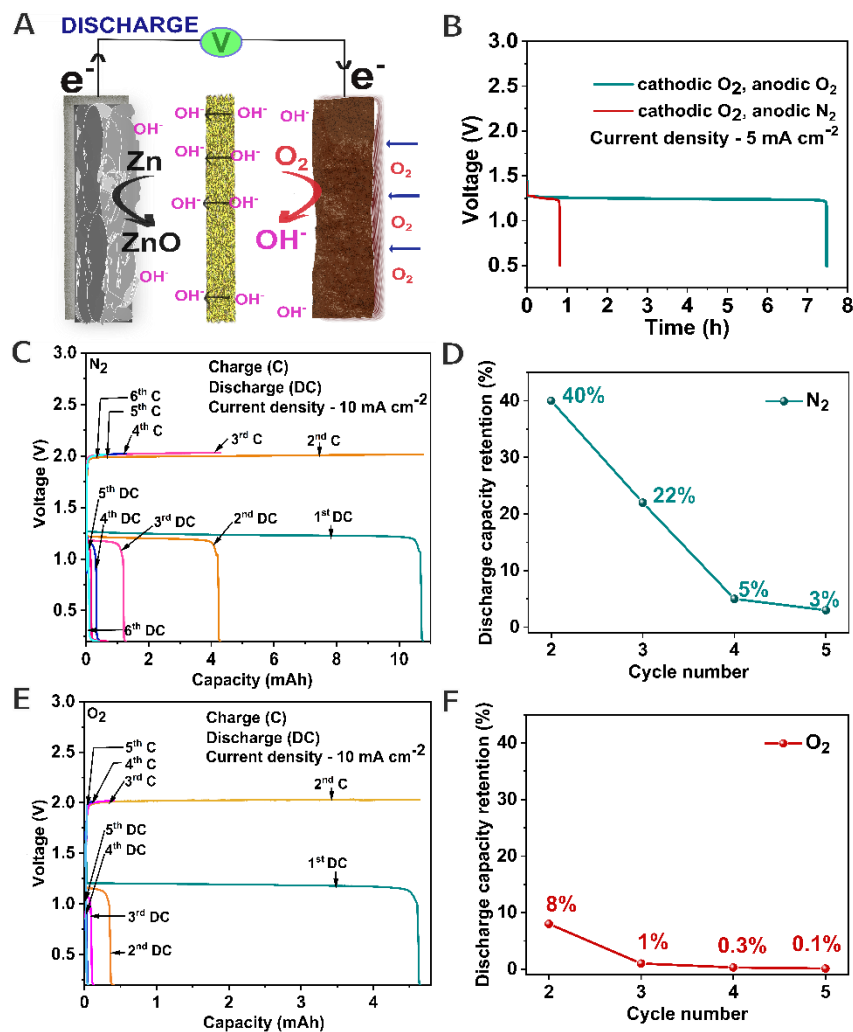 A
DISCHARGE
V
e-
e-
OH-
OH-
OH-
OH-
Zn
OH-
OH-
O2
O2
OH-
OH-
O2
ZnO
OH-
O2
OH-
OH-
OH-
OH-
B
Voltage (V)
3.0
2.5
2.0
1.5
1.0
0.5
0.0
cathodic O2, anodic O2
cathodic O2, anodic N2
Current density - 5 mA cm-2
0 1 2 3 4 5 6 7 8
Time (h)
C
Voltage (V)
3.0
2.5
2.0
1.5
1.0
0.5
N2
Charge (C)
Discharge (DC)
Current density - 10 mA cm-2
6th C
5th C
4th C
3rd C
2nd C
5th DC
4th DC
3rd DC
2nd DC
1st DC
6th DC
0 2 4 6 8 10
Capacity (mAh)
D
Discharge capacity retention (%)
40
30
20
10
0
N2
40%
22%
5%
3%
2 3 4 5
Cycle number
E
Voltage (V)
3.0
2.5
2.0
1.5
1.0
0.5
O2
Charge (C)
Discharge (DC)
Current density - 10 mA cm-2
5th C
4th C
3rd C
2nd C
5th DC
4th DC
1st DC
3rd DC
2nd DC
0 1 2 3 4
Capacity (mAh)
F
Discharge capacity retention (%)
40
30
20
10
0
O2
8%
1%
0.3%
0.1%
2 3 4 5
Cycle number